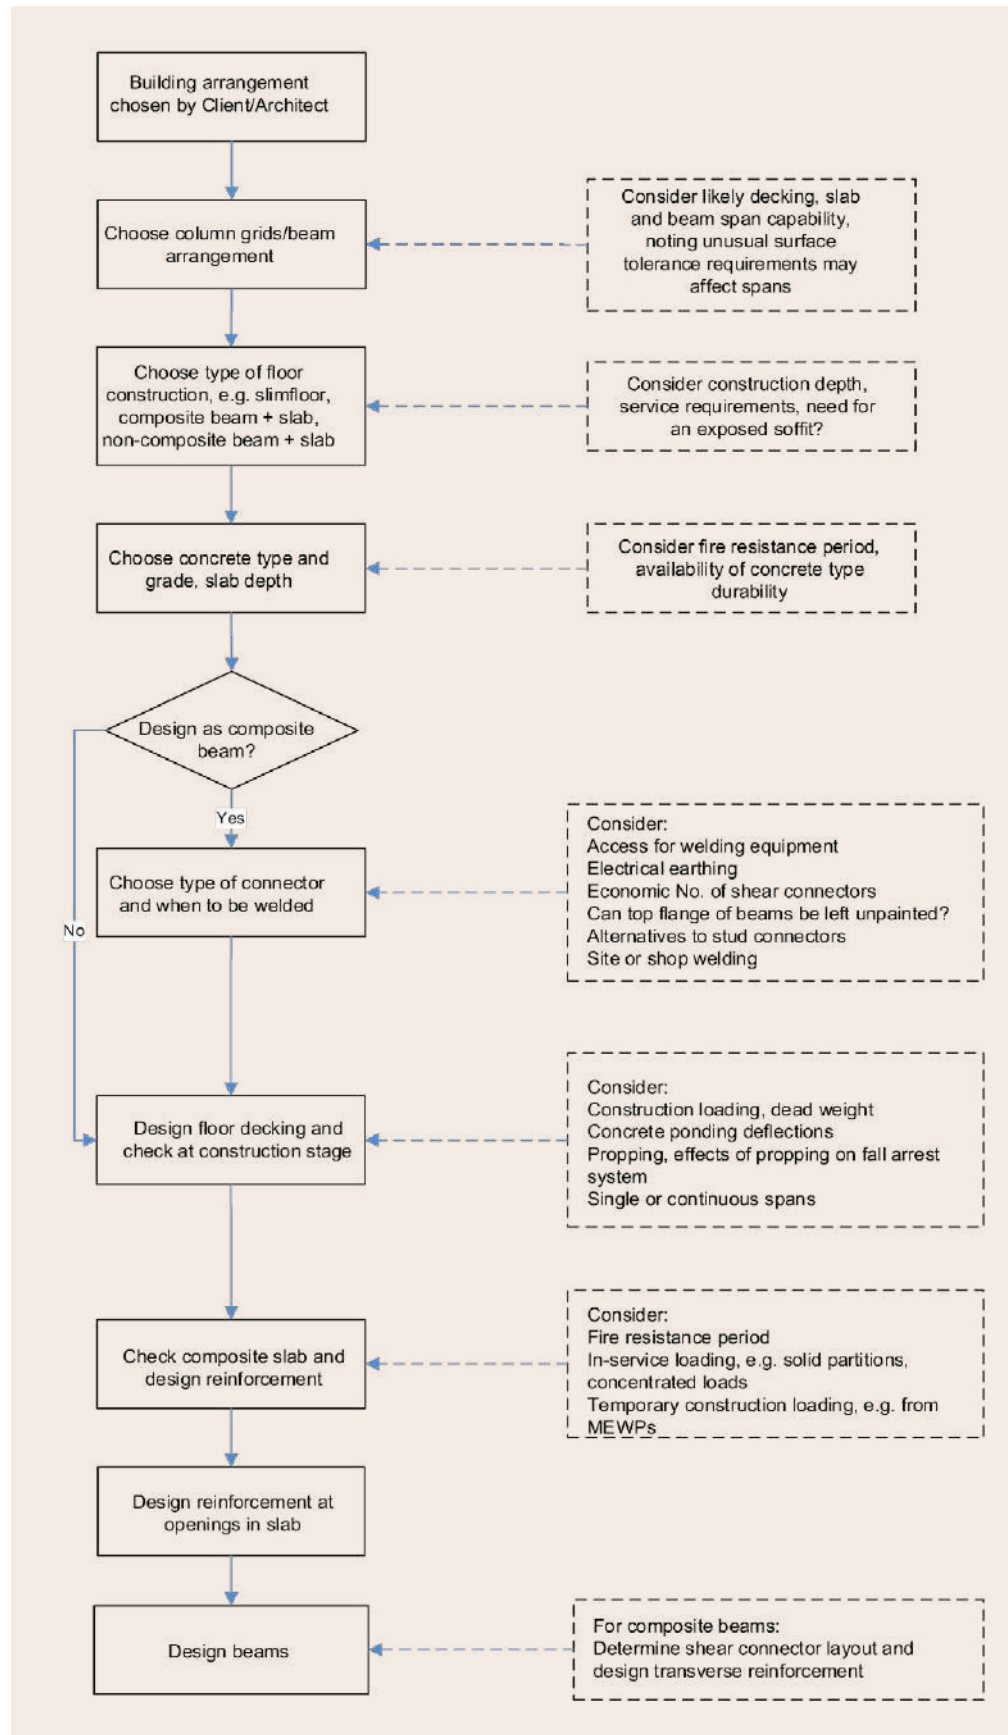 Building arrangement
chosen by Client/Architect
Choose column grids/beam
arrangement
Consider likely decking, slab
and beam span capability,
noting unusual surface
tolerance requirements may
affect spans
Choose type of floor
construction, e.g. slimfloor,
composite beam + slab,
non-composite beam + slab
Consider construction depth,
service requirements, need for
an exposed soffit?
Choose concrete type and
grade, slab depth
Consider fire resistance period,
availability of concrete type
durability
Design as composite
beam?
Yes
No
Choose type of connector
and when to be welded
Consider:
Access for welding equipment
Electrical earthing
Economic No. of shear connectors
Can top flange of beams be left unpainted?
Alternatives to stud connectors
Site or shop welding
Design floor decking and
check at construction stage
Consider:
Construction loading, dead weight
Concrete ponding deflections
Propping, effects of propping on fall arrest
system
Single or continuous spans
Check composite slab and
design reinforcement
Consider:
Fire resistance period
In-service loading, e.g. solid partitions,
concentrated loads
Temporary construction loading, e.g. from
MEWPs
Design reinforcement at
openings in slab
Design beams
For composite beams:
Determine shear connector layout and
design transverse reinforcement